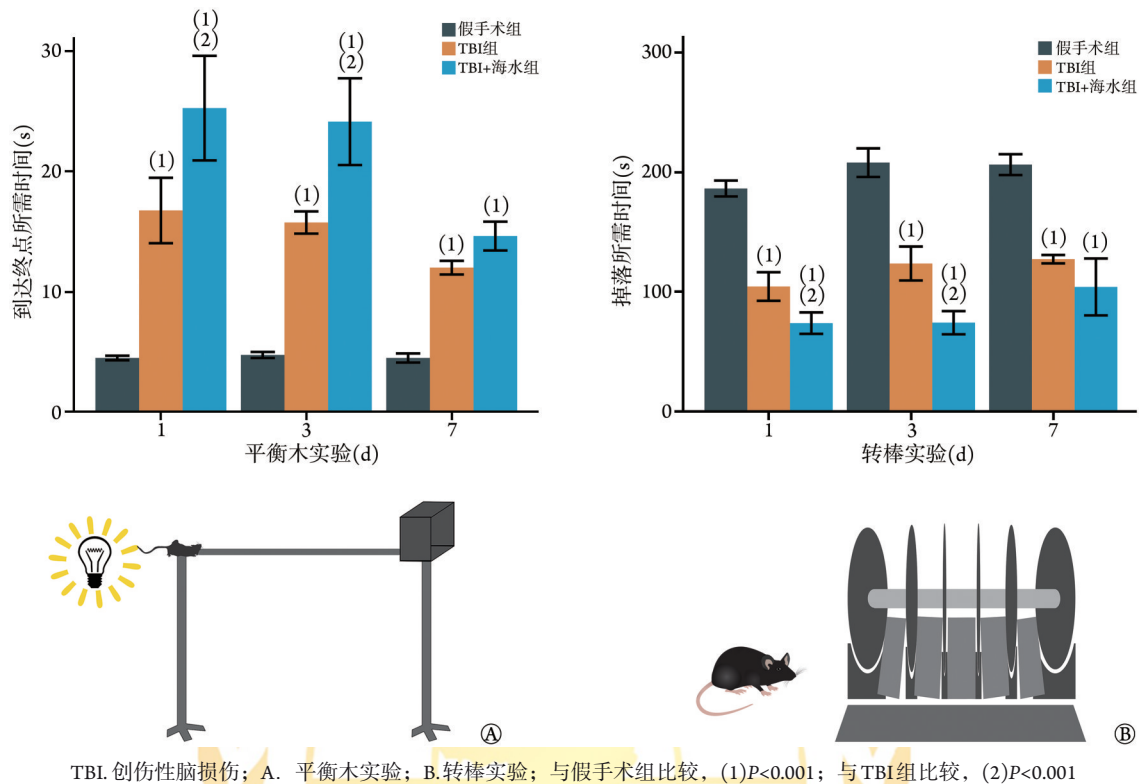 (1)
(2)
(1)
(2)
(1)
(1)
(1)
(1)
30
20
10
0
到达终点所需时间(s)
假手术组
TBI组
TBI+海水组
1
3
7
平衡木实验(d)
300
200
100
0
掉落所需时间(s)
假手术组
TBI组
TBI+海水组
(1)
(1)
(2)
(1)
(1)
(2)
(1)
(1)
1
3
7
转棒实验(d)
A
B
TBI. 创伤性脑损伤；A. 平衡木实验；B.转棒实验；与假手术组比较，(1)P<0.001；与TBI组比较，(2)P<0.001